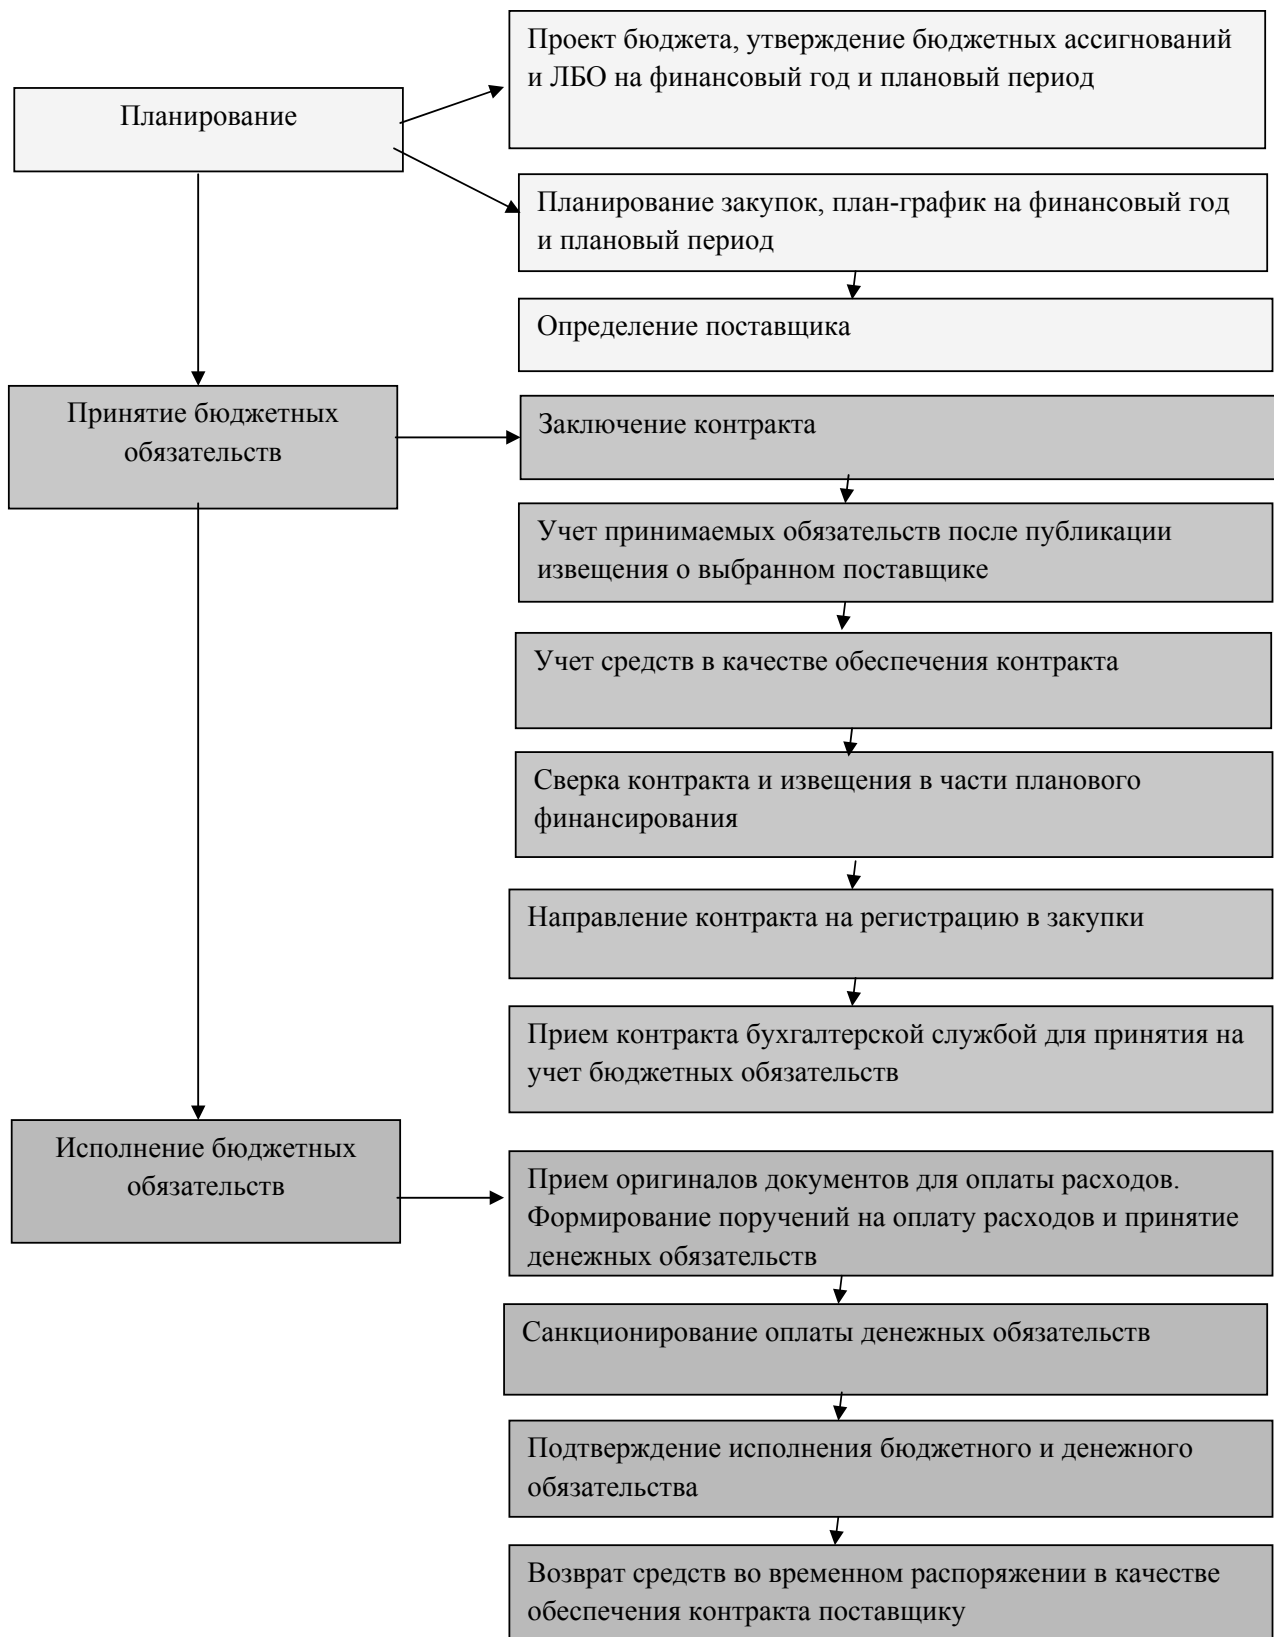 Проект бюджета, утверждение бюджетных ассигнований
и ЛБО на финансовый год и плановый период
Планирование
Планирование закупок, план-график на финансовый год
и плановый период
Определение поставщика
Принятие бюджетных
обязательств
Заключение контракта
Учет принимаемых обязательств после публикации
извещения о выбранном поставщике
Учет средств в качестве обеспечения контракта
Сверка контракта и извещения в части планового
финансирования
Направление контракта на регистрацию в закупки
Прием контракта бухгалтерской службой для принятия на
учет бюджетных обязательств
Исполнение бюджетных
обязательств
Прием оригиналов документов для оплаты расходов.
Формирование поручений на оплату расходов и принятие
денежных обязательств
Санкционирование оплаты денежных обязательств
Подтверждение исполнения бюджетного и денежного
обязательства
Возврат средств во временном распоряжении в качестве
обеспечения контракта поставщику